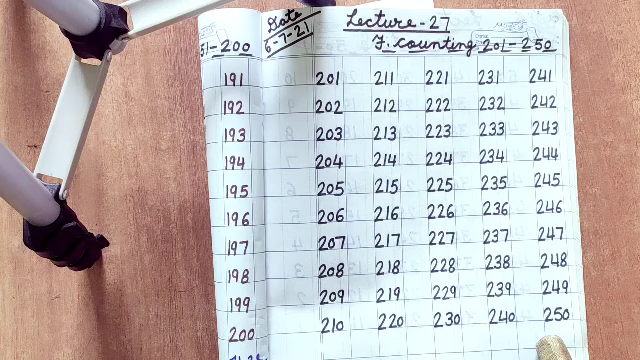 Date
6-7-21
Lecture-27
F. counting 201-250
51-200
191 201 211 221 231 241
192 202 212 222 232 242
193 203 213 223 233 243
194 204 214 224 234 244
195 205 215 225 235 245
196 206 216 226 236 246
197 207 217 227 237 247
198 208 218 228 238 248
199 209 219 229 239 249
200 210 220 230 240 250